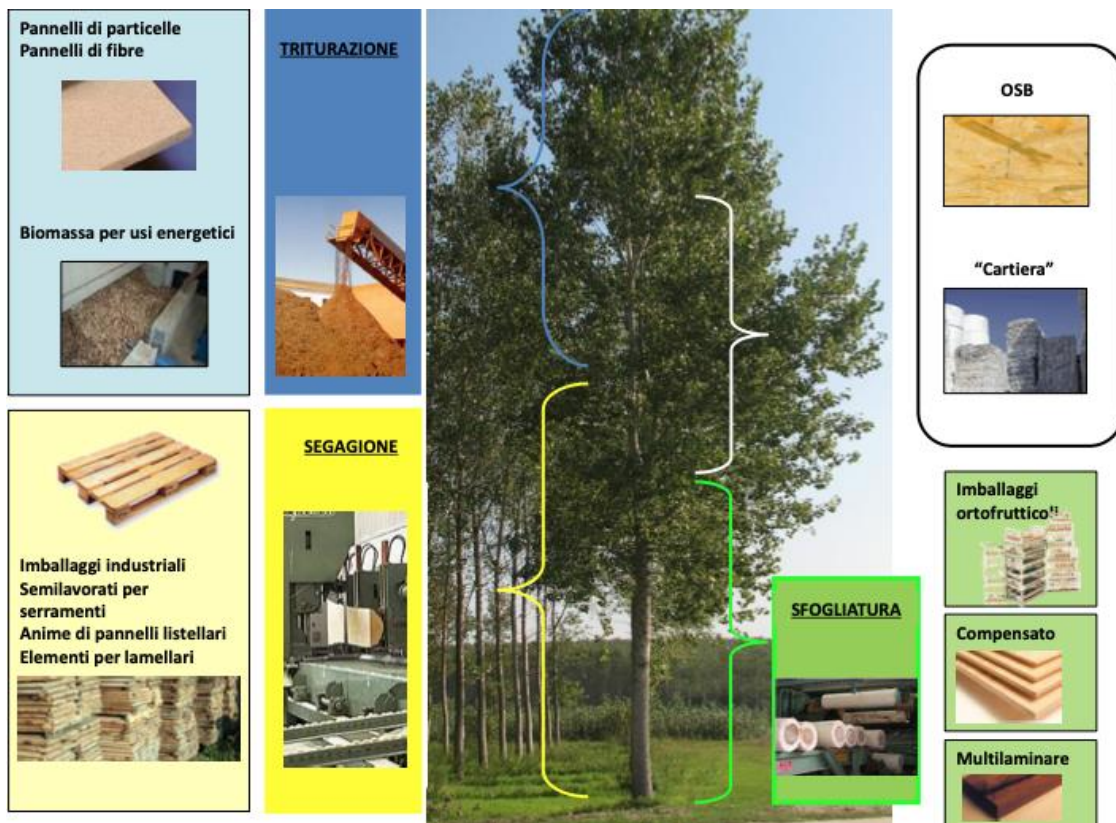 Pannelli di particelle
Pannelli di fibre
Biomassa per usi energetici
TRITURAZIONE
OSB
“Cartiera”
SEGAGIONE
Imballaggi industriali
Semilavorati per
serramenti
Anime di pannelli listellari
Elementi per lamellari
SFOGLIATURA
Imballaggi
ortofrutticoli
Compensato
Multilaminare